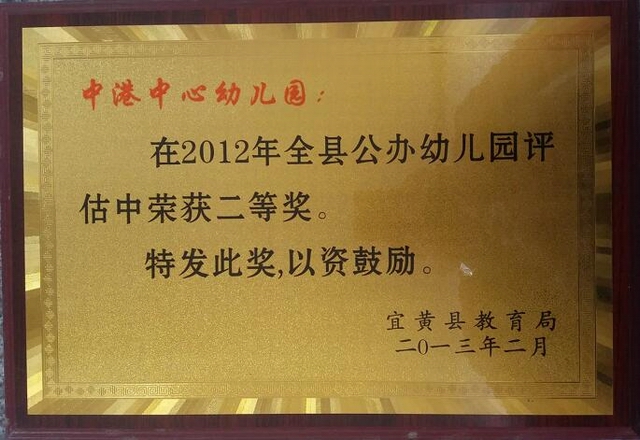 中港中心幼儿园：
在2012年全县公办幼儿园评
估中荣获二等奖。
特发此奖,以资鼓励。
宜黄县教育局
二〇一三年二月